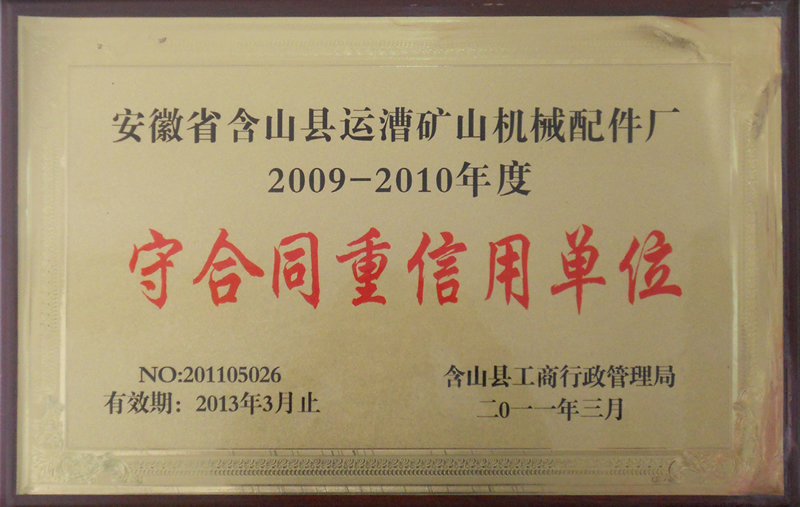 安徽省含山县运漕矿山机械配件厂
2009-2010年度
守合同重信用单位
NO:201105026
有效期：2013年3月止
含山县工商行政管理局
二0一一年三月